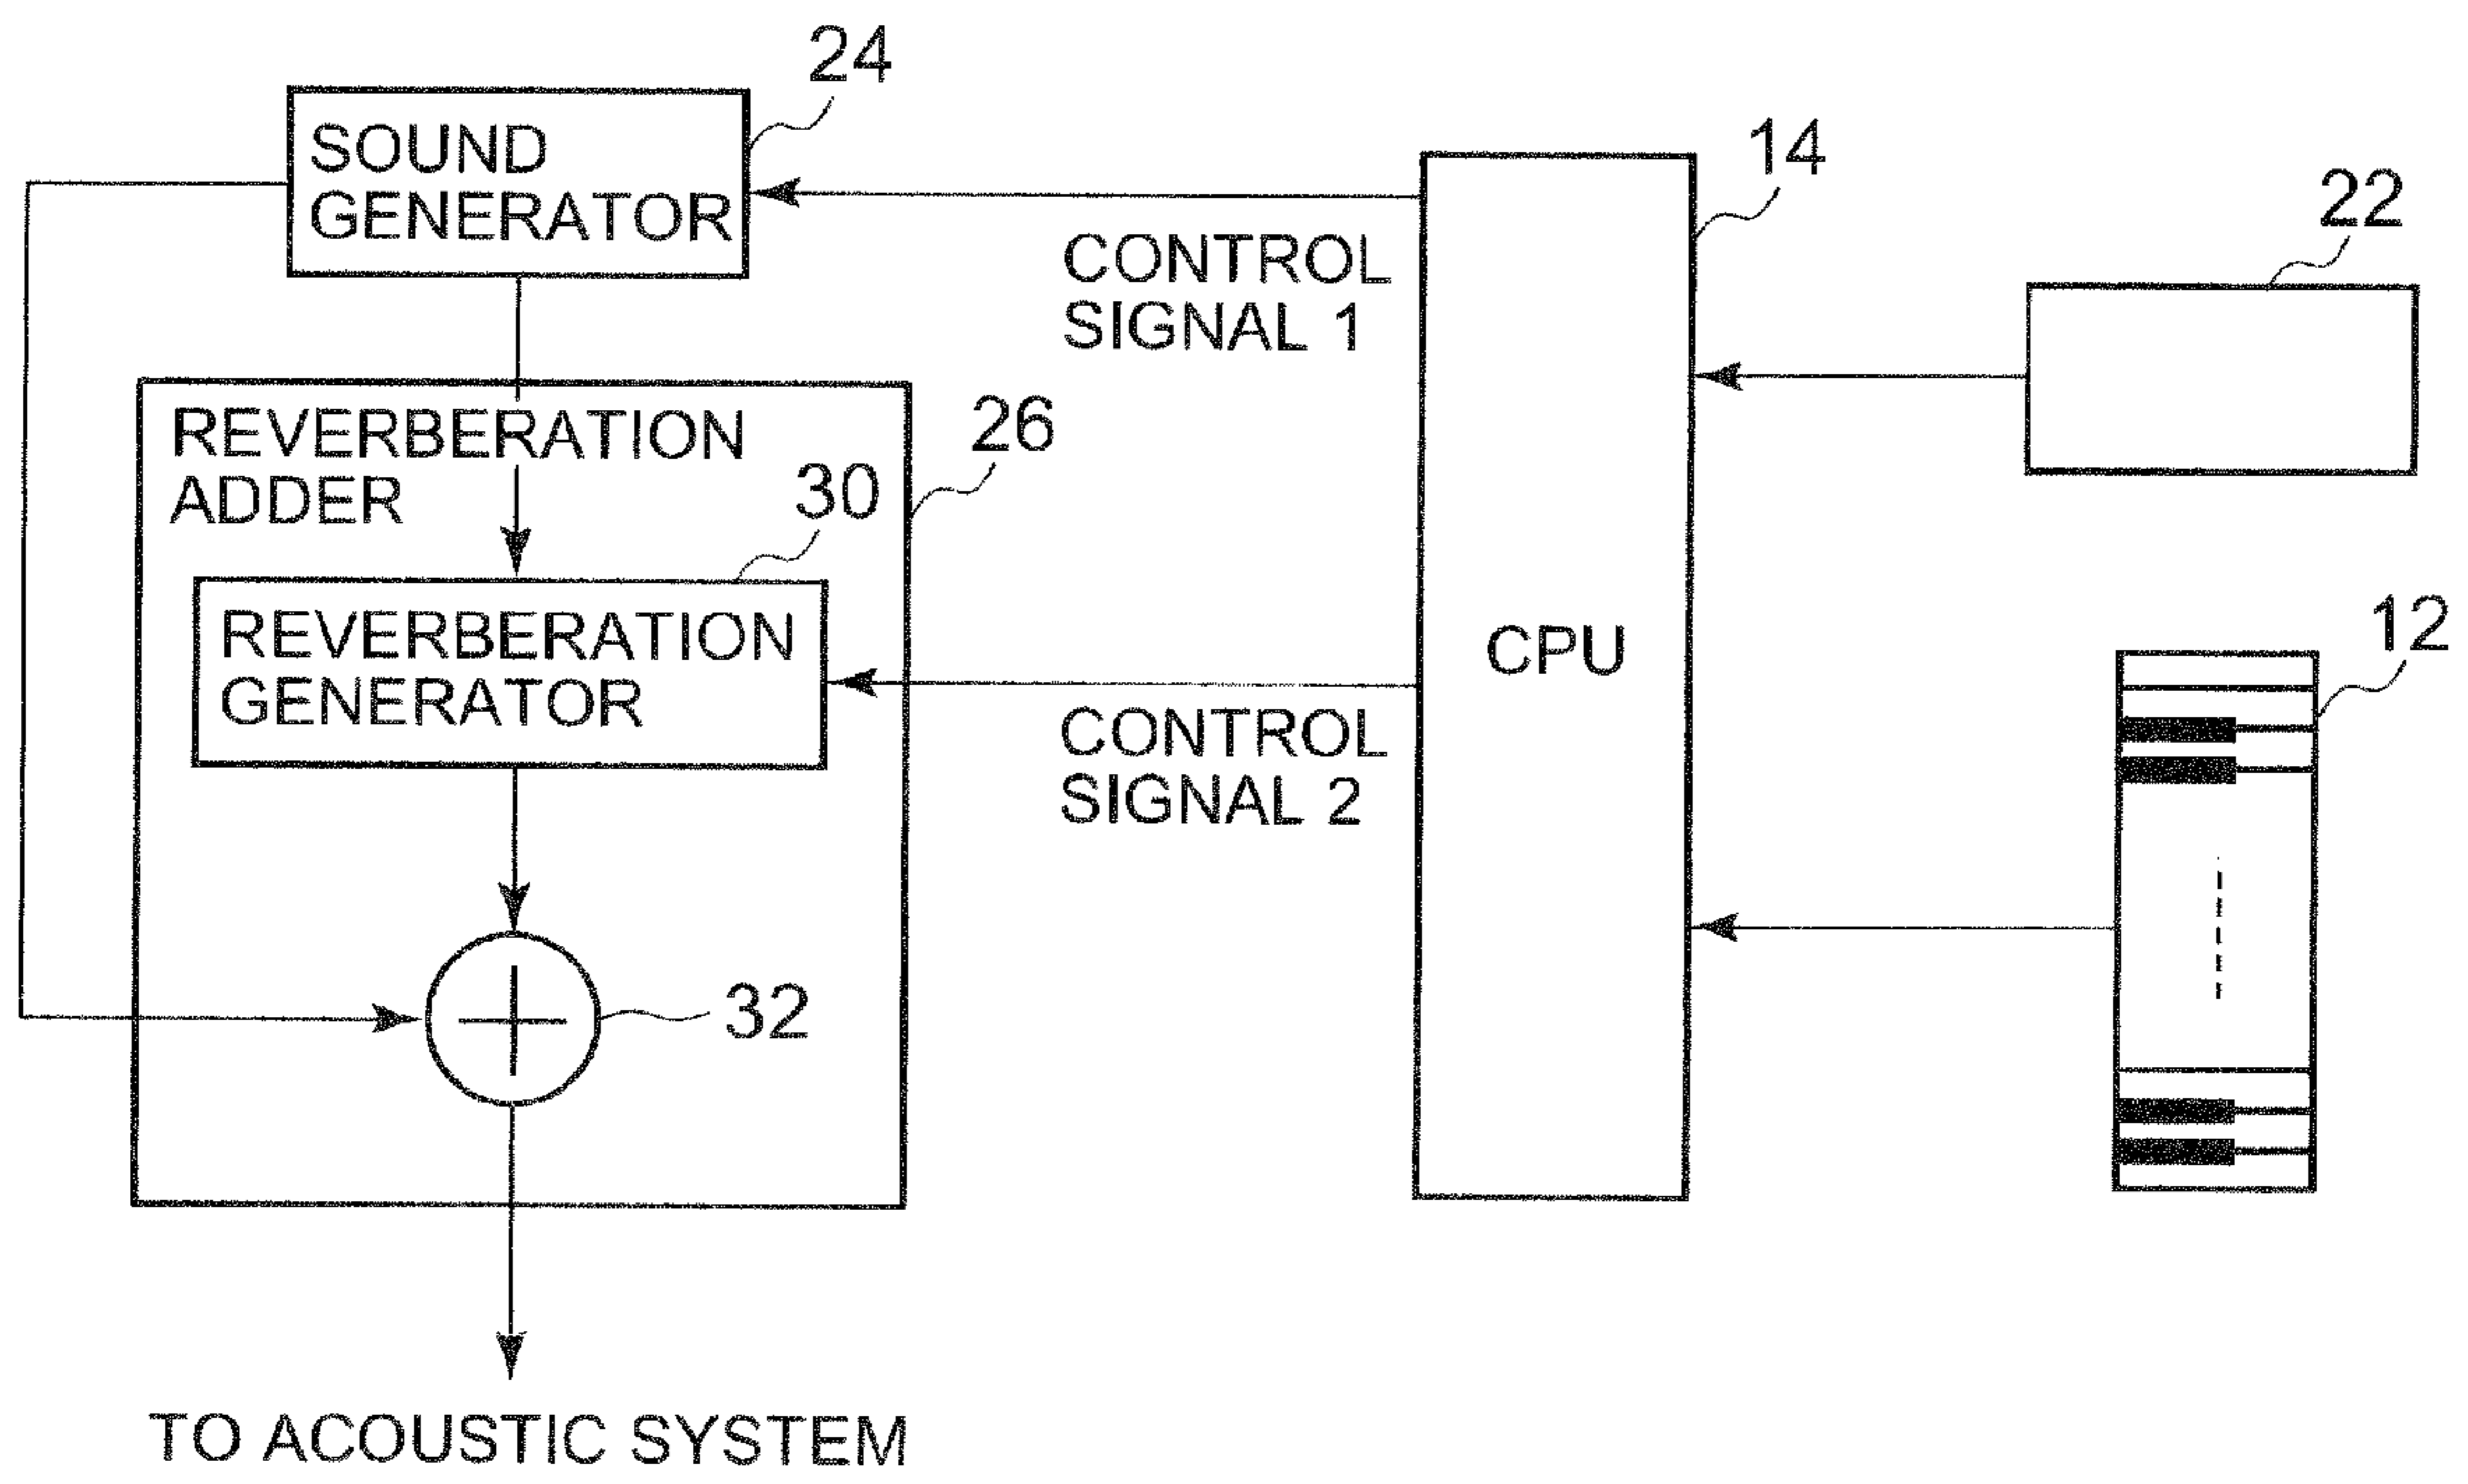 24
SOUND
GENERATOR
14
22
CONTROL
SIGNAL 1
REVERBERATION
ADDER
26
30
REVERBERATION
GENERATOR
CPU
12
CONTROL
SIGNAL 2
32
TO ACOUSTIC SYSTEM